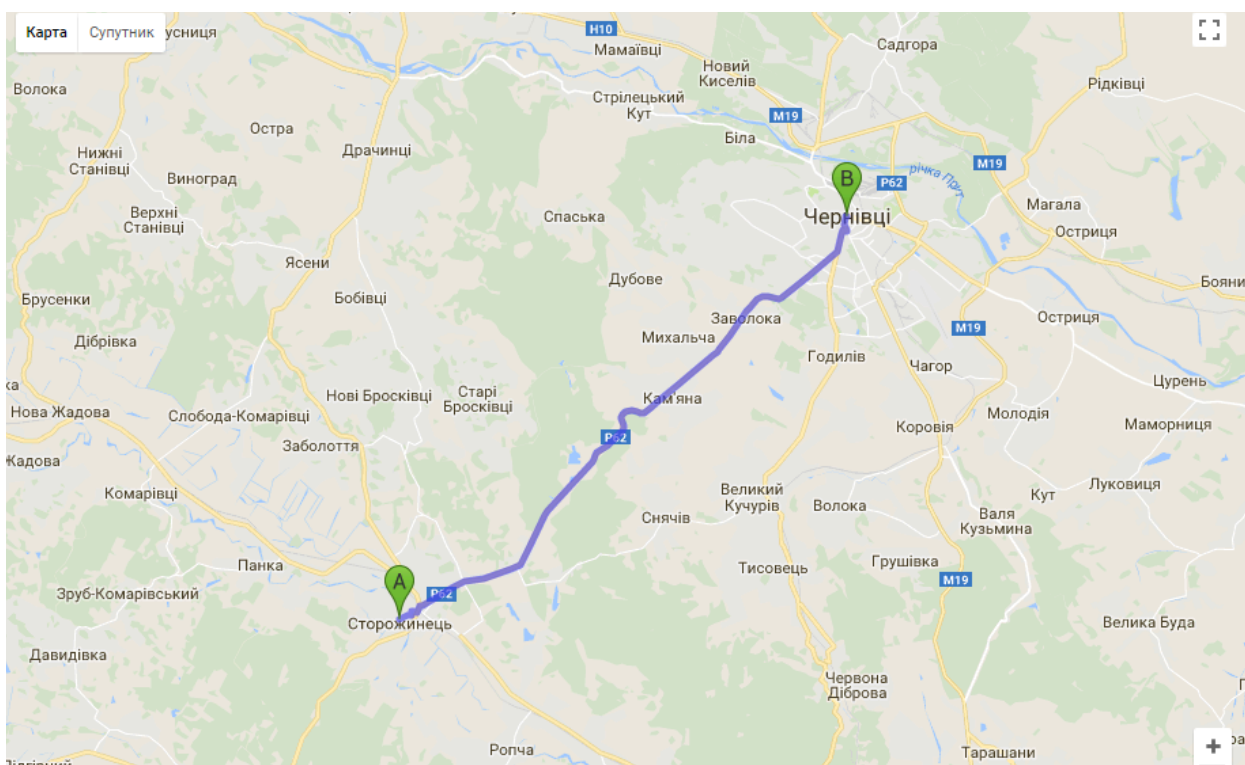 Карта
Супутник
усниця
H10
Мамаївці
Садгора
Новий
Киселів
Рідківці
Волока
Стрілецький
Кут
M19
Остра
Біла
Драчинці
Нижні
Станівці
M19
Виноград
B
P62
річка Прут
Верхні
Станівці
Спаська
Чернівці
Магала
Остриця
Ясени
Дубове
Бояни
Брусенки
Бобівці
Заволока
Остриця
M19
Дібрівка
Михальча
Годилів
Чагор
Цурень
Нові Бросківці
Старі
Бросківці
Кам'яна
Нова Жадова
Слобода-Комарівці
Молодія
Маморниця
P62
Коровія
Заболоття
Жадова
Комарівці
Великий
Кучурів
Волока
Кут
Луковиця
Снячів
Валя
Кузьмина
Панка
Тисовець
Грушівка
A
M19
Зруб-Комарівський
P62
Сторожинець
Велика Буда
Давидівка
Червона
Діброва
Ропча
Тарашани
+